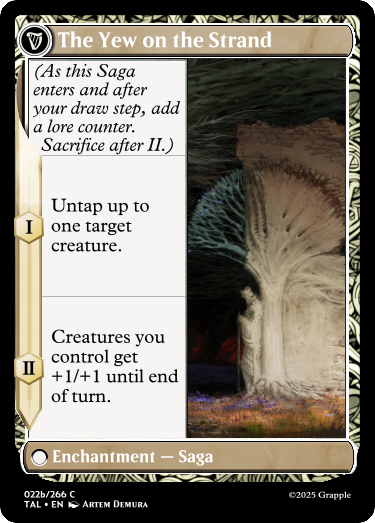 The Yew on the Strand
(As this Saga
enters and after
your draw step, add
a lore counter.
Sacrifice after II.)
I
Untap up to
one target
creature.
II
Creatures you
control get
+1/+1 until end
of turn.
Enchantment — Saga
022b/266 C
TAL • EN Artem Demura
©2025 Grapple